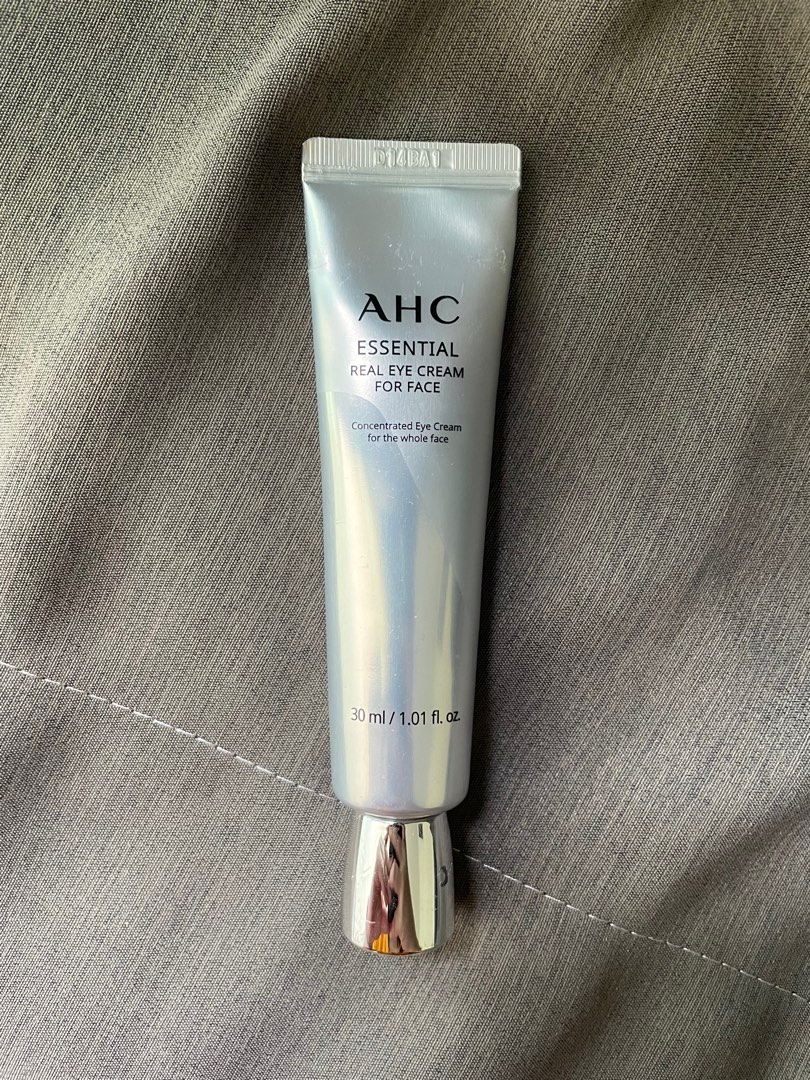 D14BA1
AHC
ESSENTIAL
REAL EYE CREAM
FOR FACE
Concentrated Eye Cream
for the whole face
30 ml / 1.01 fl. oz.